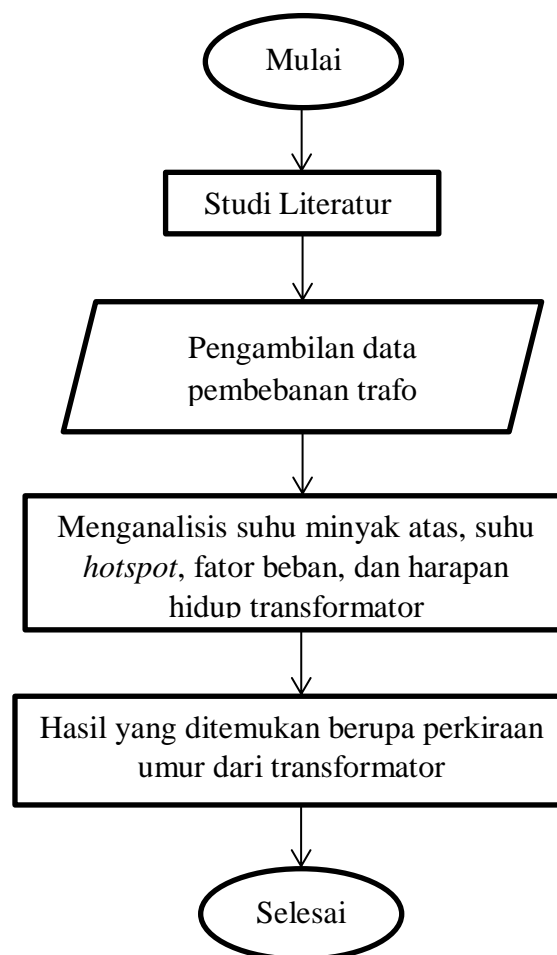 Mulai
Studi Literatur
Pengambilan data
pembebanan trafo
Menganalisis suhu minyak atas, suhu
hotspot, fator beban, dan harapan
hidup transformator
Hasil yang ditemukan berupa perkiraan
umur dari transformator
Selesai